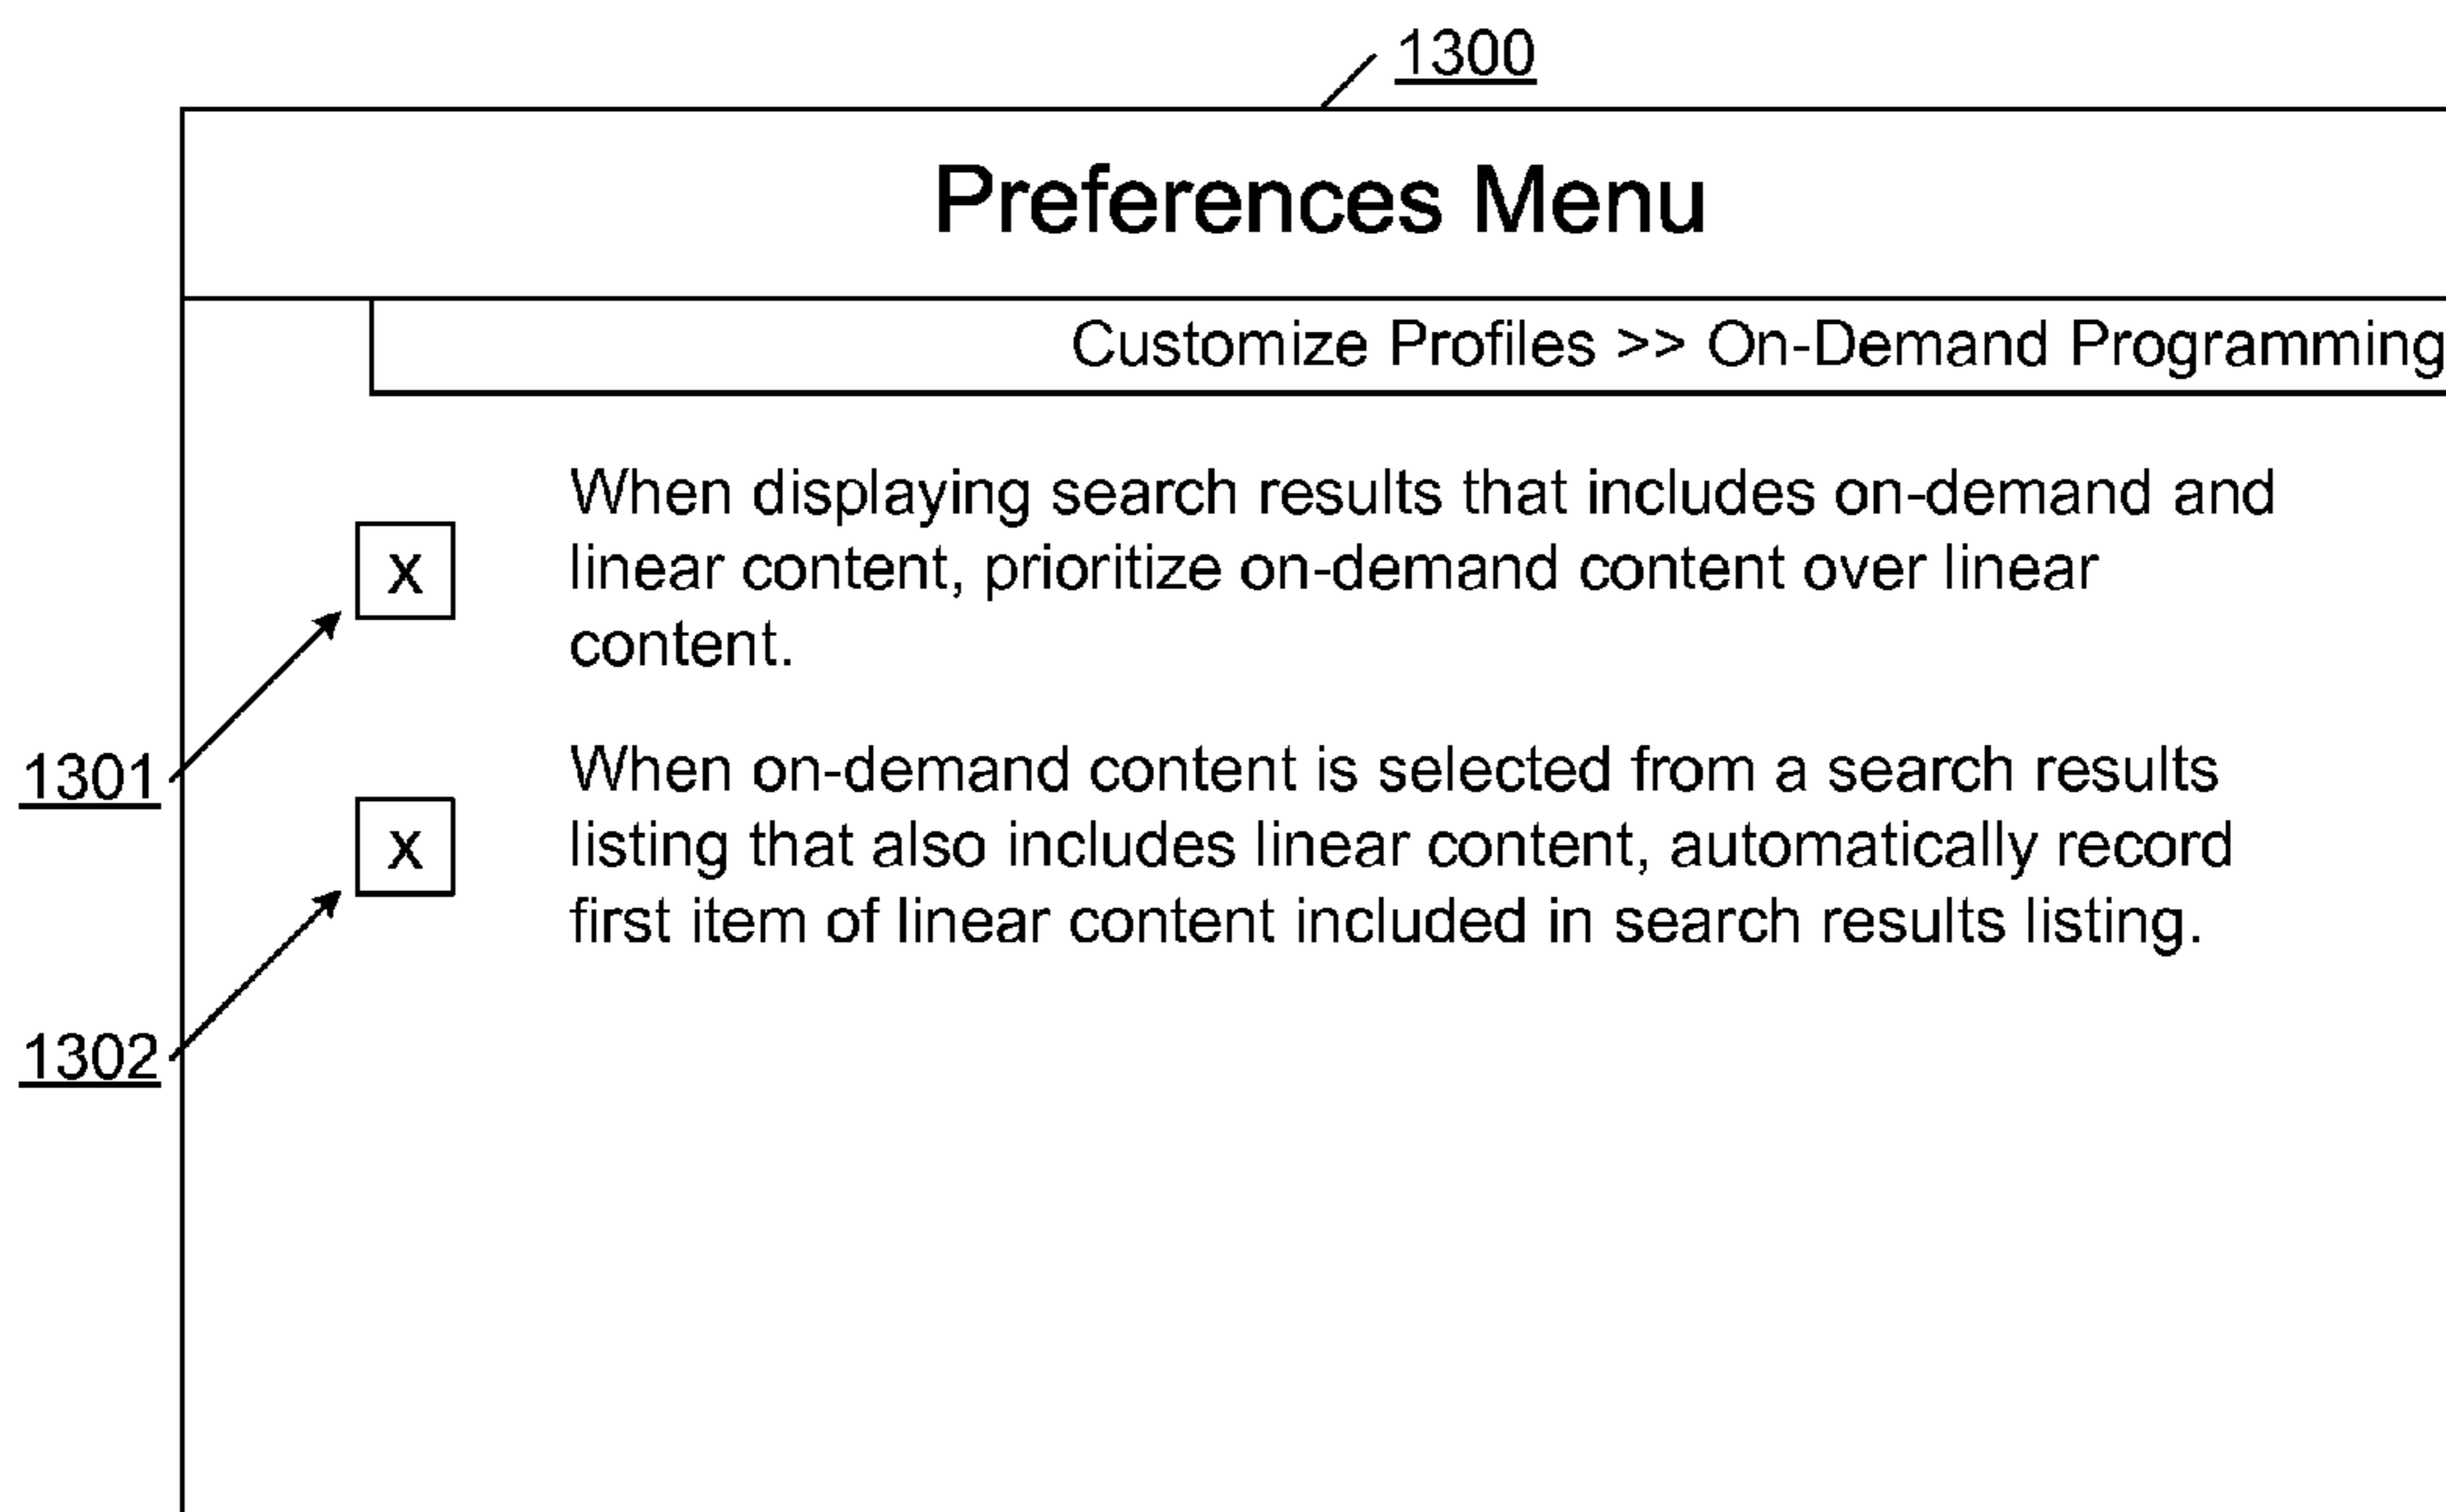 1300
Preferences Menu
Customize Profiles >> On-Demand Programming
X
When displaying search results that includes on-demand and
linear content, prioritize on-demand content over linear
content.
1301
X
When on-demand content is selected from a search results
listing that also includes linear content, automatically record
first item of linear content included in search results listing.
1302